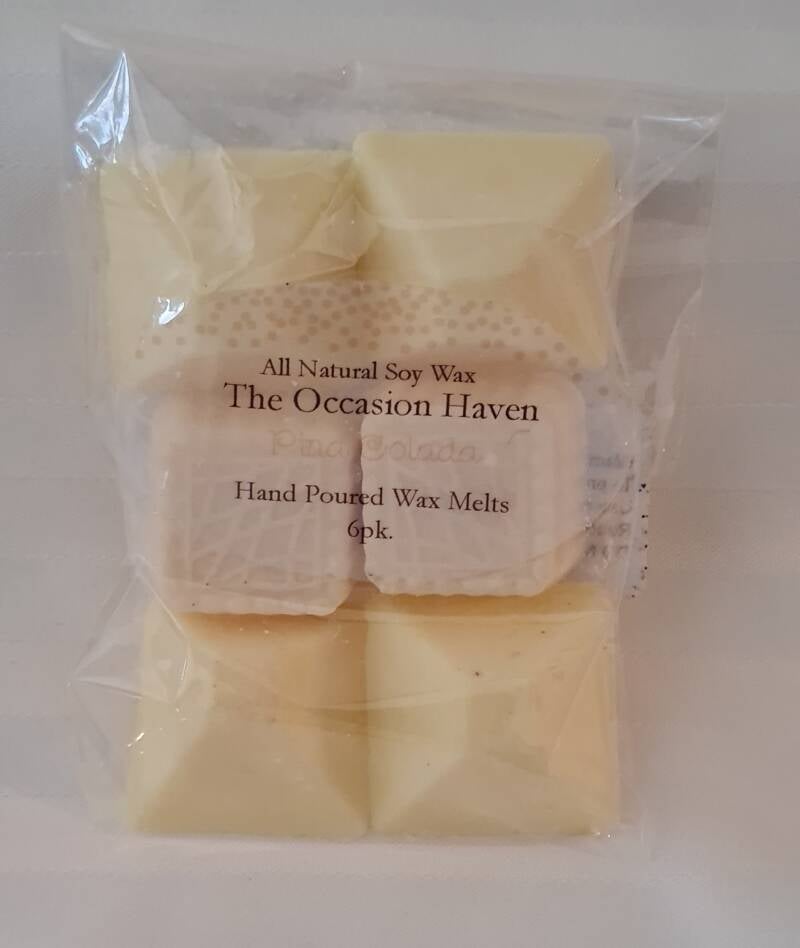 All Natural Soy Wax
The Occasion Haven
Pina Colada
Hand Poured Wax Melts
6pk.